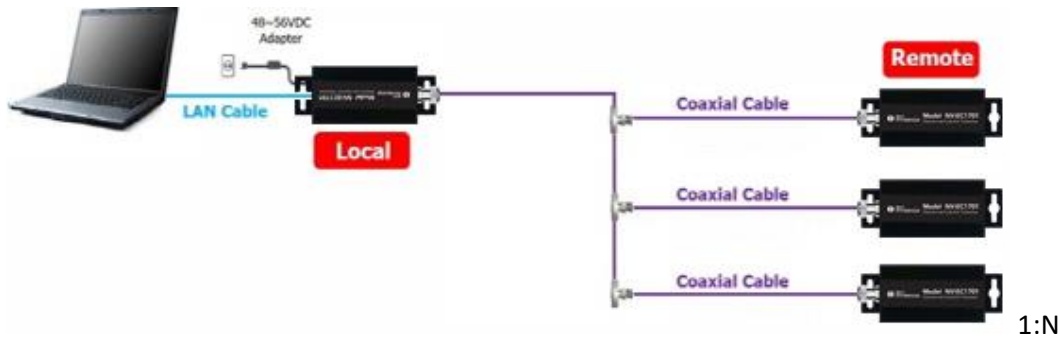 48~56VDC
Adapter
Remote
LAN Cable
Coaxial Cable
Local
Coaxial Cable
Coaxial Cable
1:N